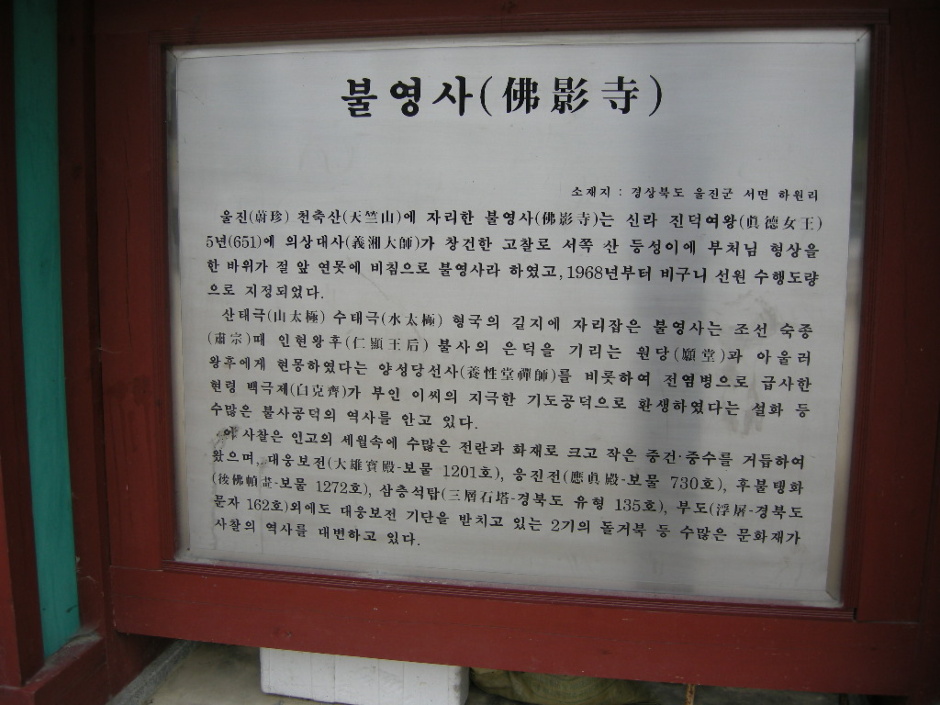 불영사(佛影寺)
소재지 : 경상북도 울진군 서면 하원리
울진(蔚珍) 천축산(天竺山)에 자리한 불영사(佛影寺)는 신라 진덕여왕(眞德女王)
5년(651)에 의상대사(義湘大師)가 창건한 고찰로 서쪽 산 등성이에 부처님 형상을
한 바위가 절 앞 연못에 비침으로 불영사라 하였고, 1968년부터 비구니 선원 수행도량
으로 지정되었다.
산태극(山太極) 수태극(水太極) 형국의 길지에 자리잡은 불영사는 조선 숙종
(肅宗)때 인현왕후(仁顯王后) 불사의 은덕을 기리는 원당(願堂)과 아울러
왕후에게 현몽하였다는 양성당선사(養性堂禪師)를 비롯하여 전염병으로 급사한
현령 백극제(白克齊)가 부인 이씨의 지극한 기도공덕으로 환생하였다는 설화 등
수많은 불사공덕의 역사를 안고 있다.
이 사찰은 인고의 세월속에 수많은 전란과 화재로 크고 작은 중건·중수를 거듭하여
왔으며, 대웅보전(大雄寶殿-보물 1201호), 응진전(應眞殿-보물 730호), 후불탱화
(後佛幀畵-보물 1272호), 삼층석탑(三層石塔-경북도 유형 135호), 부도(浮屠-경북도
문자 162호)외에도 대웅보전 기단을 받치고 있는 2기의 돌거북 등 수많은 문화재가
사찰의 역사를 대변하고 있다.